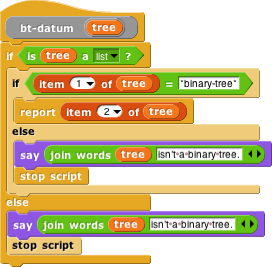 bt-datum tree
if is tree a list ?
if item 1 of tree = "binary-tree"
report item 2 of tree
else
say join words tree isn't a binary tree.
stop script
else
say join words tree isn't a binary tree.
stop script